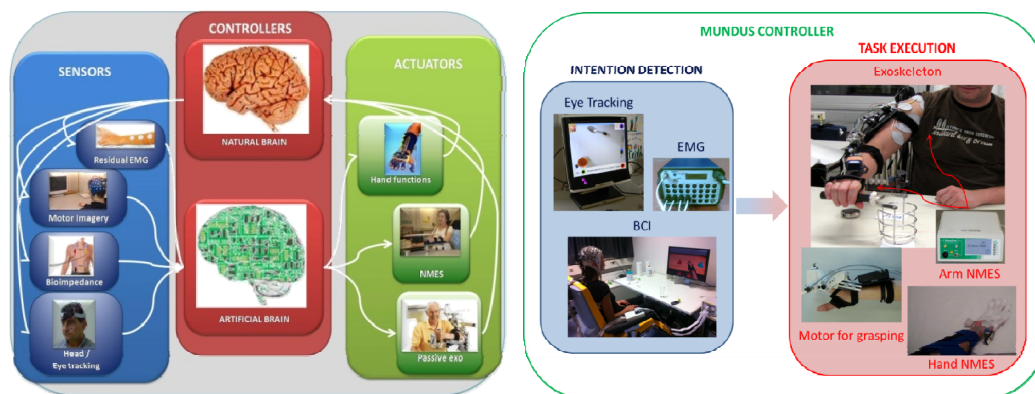 CONTROLLERS
SENSORS
ACTUATORS
NATURAL BRAIN
Residual EMG
Hand functions
Motor Imagery
NMES
Bioimpedance
ARTIFICIAL BRAIN
Head /
Eye tracking
Passive exo
MUNDUS CONTROLLER
INTENTION DETECTION
TASK EXECUTION
Exoskeleton
Eye Tracking
EMG
BCI
Arm NMES
Motor for grasping
Hand NMES